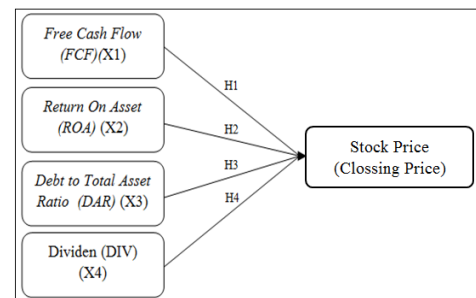 Free Cash Flow
(FCF)(X1)
H1
Return On Asset
(ROA) (X2)
H2
Stock Price
(Clossing Price)
H3
Debt to Total Asset
Ratio (DAR) (X3)
H4
Dividen (DIV)
(X4)